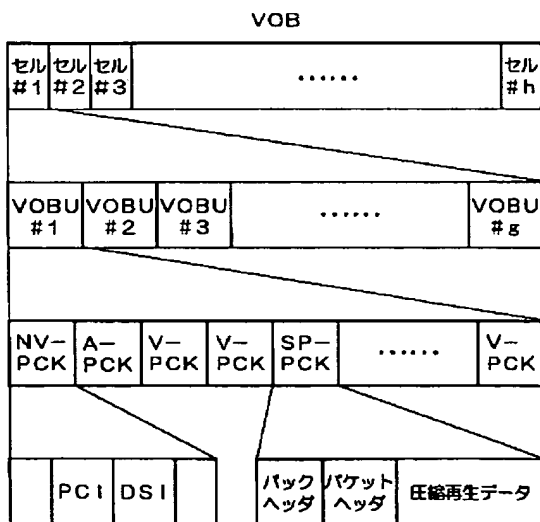 VOB
セル セル セル ...... セル
#1 #2 #3 #h
VOBU VOBU VOBU ...... VOBU
#1 #2 #3 #g
NV- A- V- V- SP- ...... V-
PCK PCK PCK PCK PCK PCK
PCI DSI
パック パケット 圧縮再生データ
ヘッダ ヘッダ